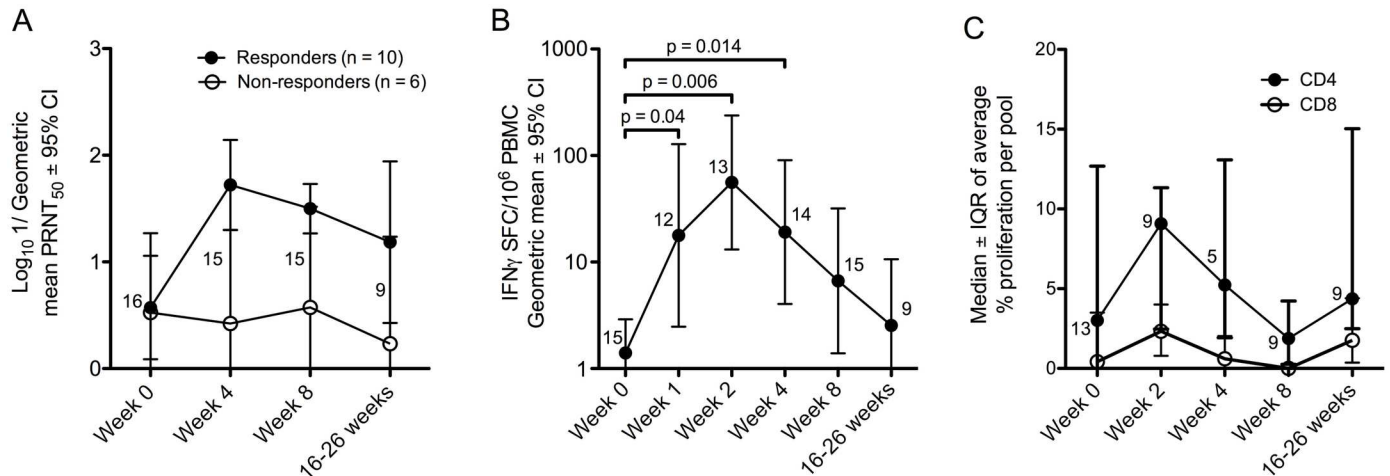 A
Log₁₀ 1/ Geometric
mean PRNT₅₀ ± 95% CI
3
2
1
0
Responders (n = 10)
Non-responders (n = 6)
16
15
15
9
Week 0
Week 4
Week 8
16-26 weeks
B
IFNγ SFC/10⁶ PBMC
Geometric mean ± 95% CI
1000
100
10
1
p = 0.014
p = 0.006
p = 0.04
15
12
13
14
15
9
Week 0
Week 1
Week 2
Week 4
Week 8
16-26 weeks
C
Median ± IQR of average
% proliferation per pool
20
15
10
5
0
CD4
CD8
13
9
5
9
9
Week 0
Week 2
Week 4
Week 8
16-26 weeks